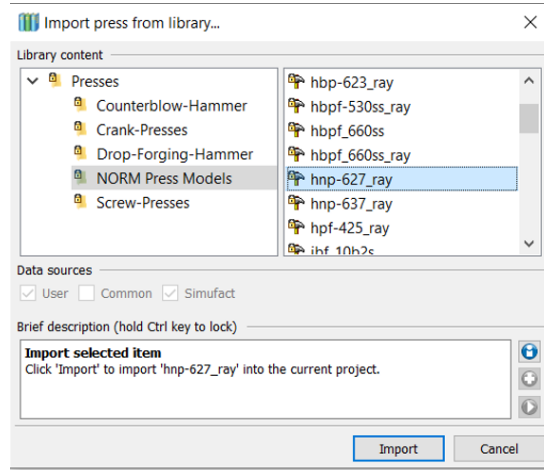 Import press from library...
Library content
Presses
Counterblow-Hammer
Crank-Presses
Drop-Forging-Hammer
NORM Press Models
Screw-Presses
hbp-623_ray
hbpf-530ss_ray
hbpf_660ss
hbpf_660ss_ray
hnp-627_ray
hnp-637_ray
hpf-425_ray
ibf_10b2s
Data sources
User Common Simufact
Brief description (hold Ctrl key to lock)
Import selected item
Click 'Import' to import 'hnp-627_ray' into the current project.
Import Cancel